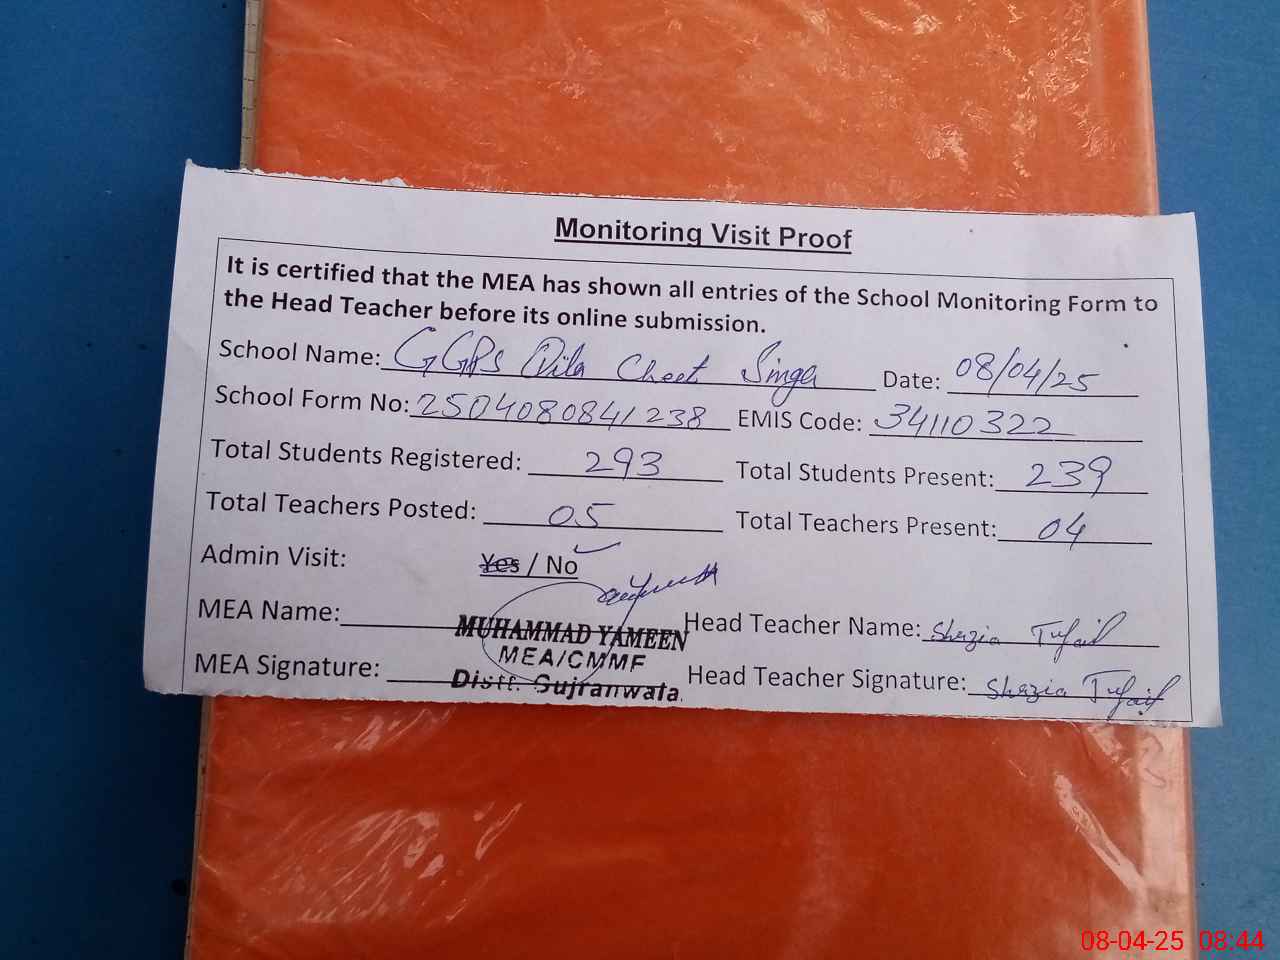 Monitoring Visit Proof
It is certified that the MEA has shown all entries of the School Monitoring Form to
the Head Teacher before its online submission.
School Name: GGPS Dila Cheet Singh Date: 08/04/25
School Form No: 2504080841238 EMIS Code: 34110322
Total Students Registered: 293 Total Students Present: 239
Total Teachers Posted: 05 Total Teachers Present: 04
Admin Visit: Yes / No
MEA Name: MUHAMMAD YAMEEN Head Teacher Name: Shazia Tufail
MEA/CMMF
MEA Signature: Distt. Gujranwala. Head Teacher Signature: Shazia Tufail
08-04-25 08:44